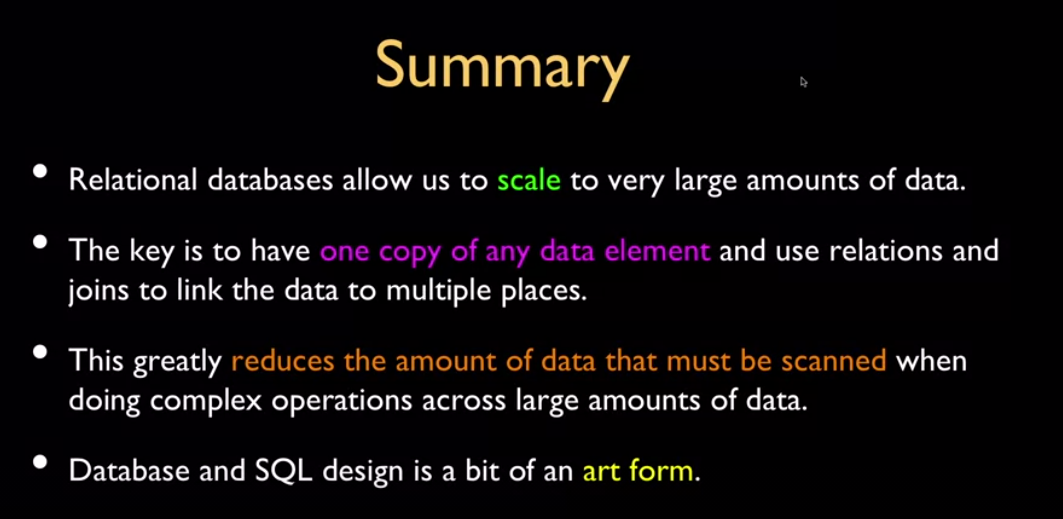 Summary
• Relational databases allow us to scale to very large amounts of data.
• The key is to have one copy of any data element and use relations and
joins to link the data to multiple places.
• This greatly reduces the amount of data that must be scanned when
doing complex operations across large amounts of data.
• Database and SQL design is a bit of an art form.